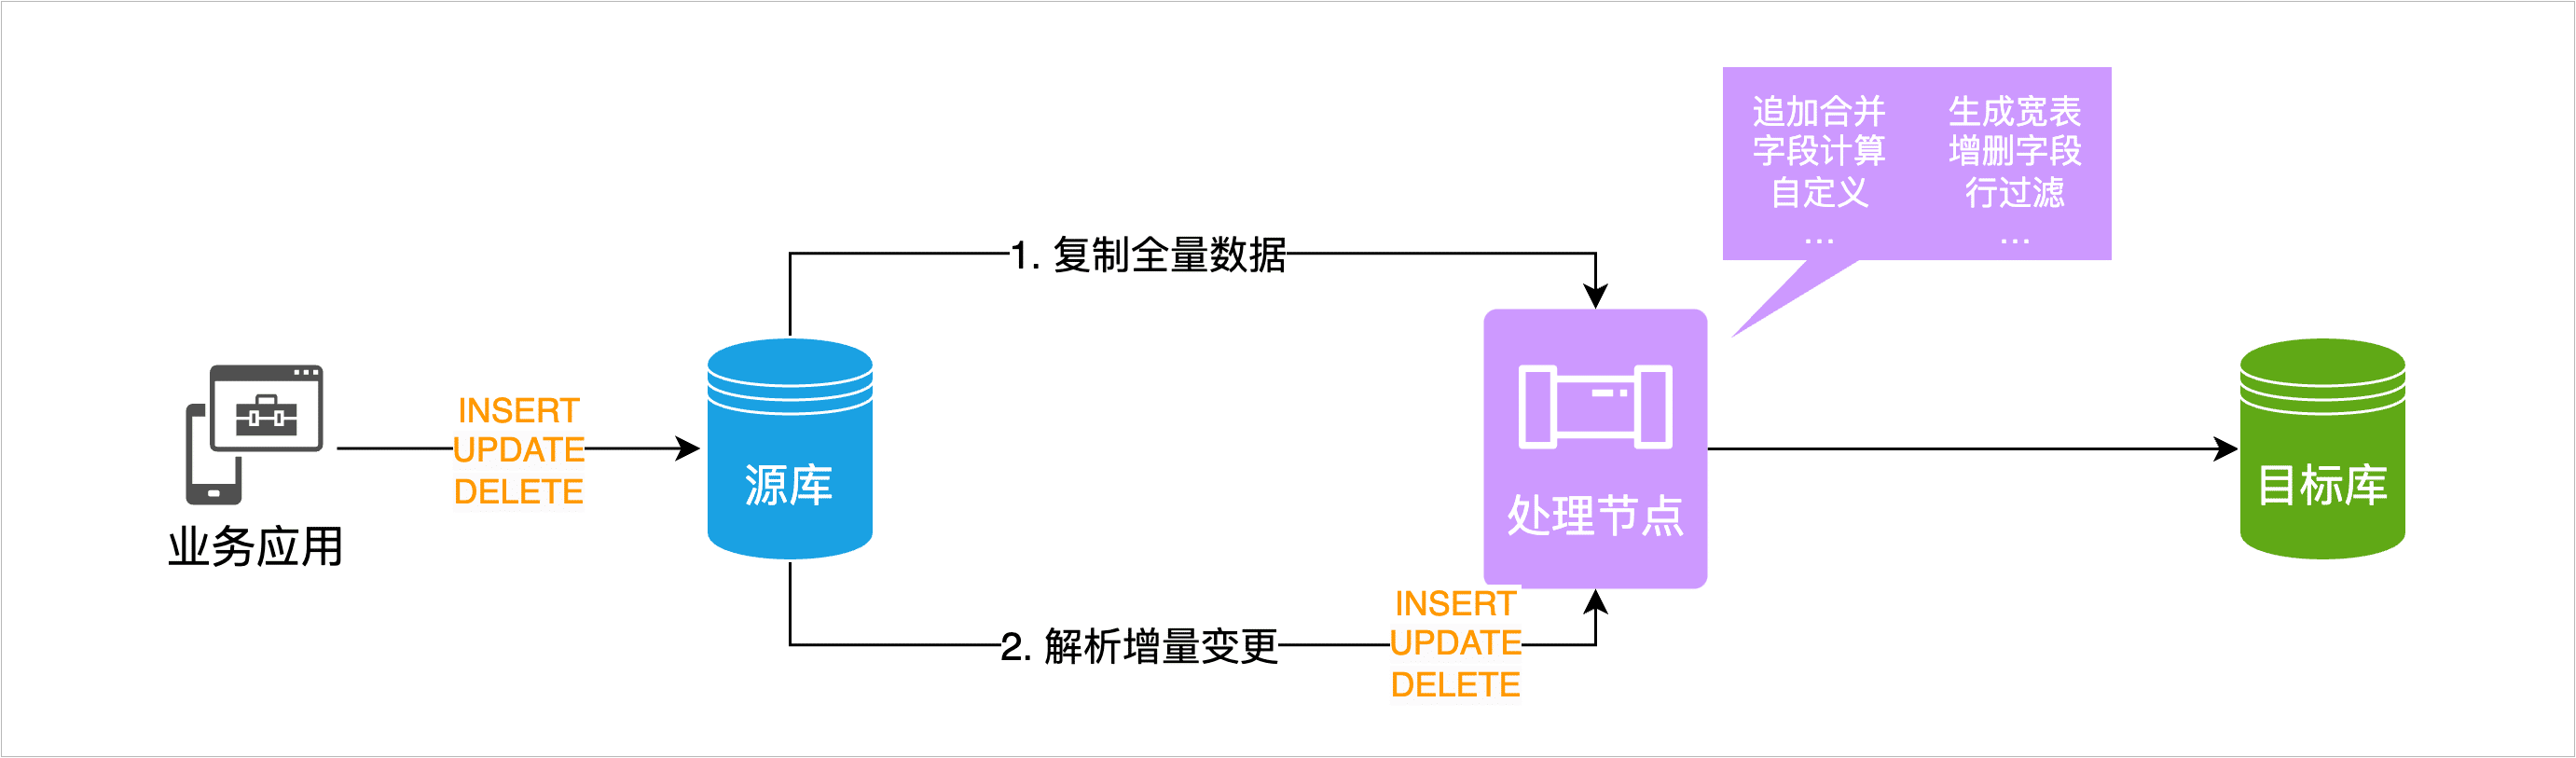 追加合并
字段计算
自定义
...
生成宽表
增删字段
行过滤
...
1. 复制全量数据
INSERT
UPDATE
DELETE
业务应用
源库
处理节点
目标库
2. 解析增量变更
INSERT
UPDATE
DELETE